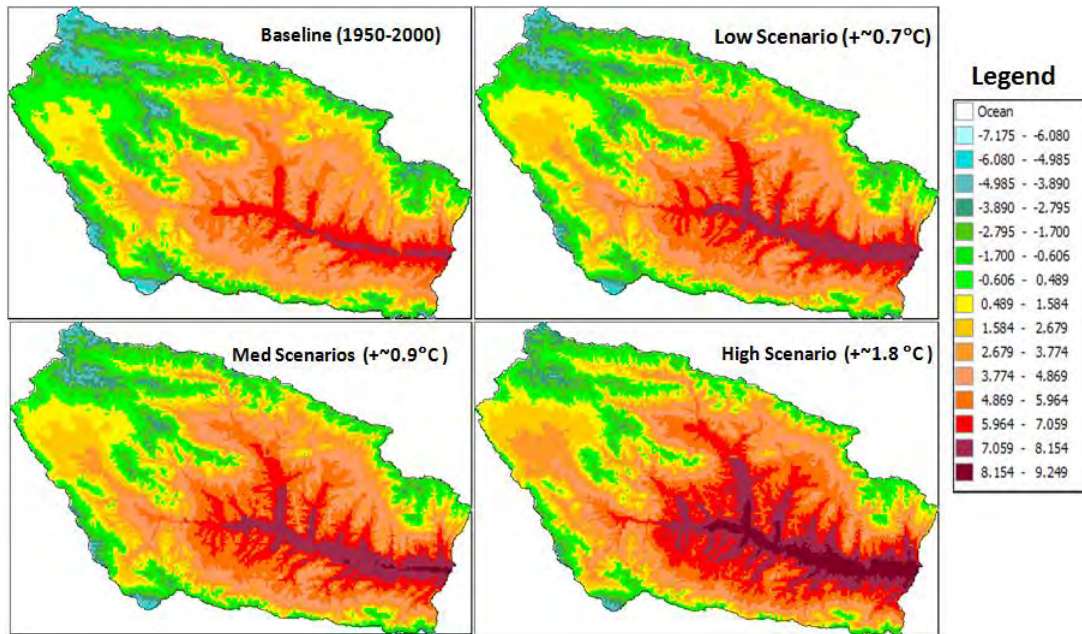 Baseline (1950-2000)
Low Scenario (+~0.7°C)
Med Scenarios (+~0.9°C )
High Scenario (+~1.8 °C )
Legend
Ocean
-7.175 - -6.080
-6.080 - -4.985
-4.985 - -3.890
-3.890 - -2.795
-2.795 - -1.700
-1.700 - -0.606
-0.606 - 0.489
0.489 - 1.584
1.584 - 2.679
2.679 - 3.774
3.774 - 4.869
4.869 - 5.964
5.964 - 7.059
7.059 - 8.154
8.154 - 9.249